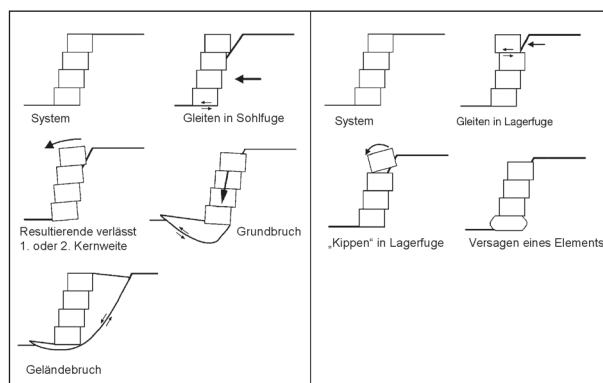 System
Gleiten in Sohlfuge
Resultierende verlässt
1. oder 2. Kernweite
Grundbruch
Geländebruch
System
Gleiten in Lagerfuge
„Kippen“ in Lagerfuge
Versagen eines Elements